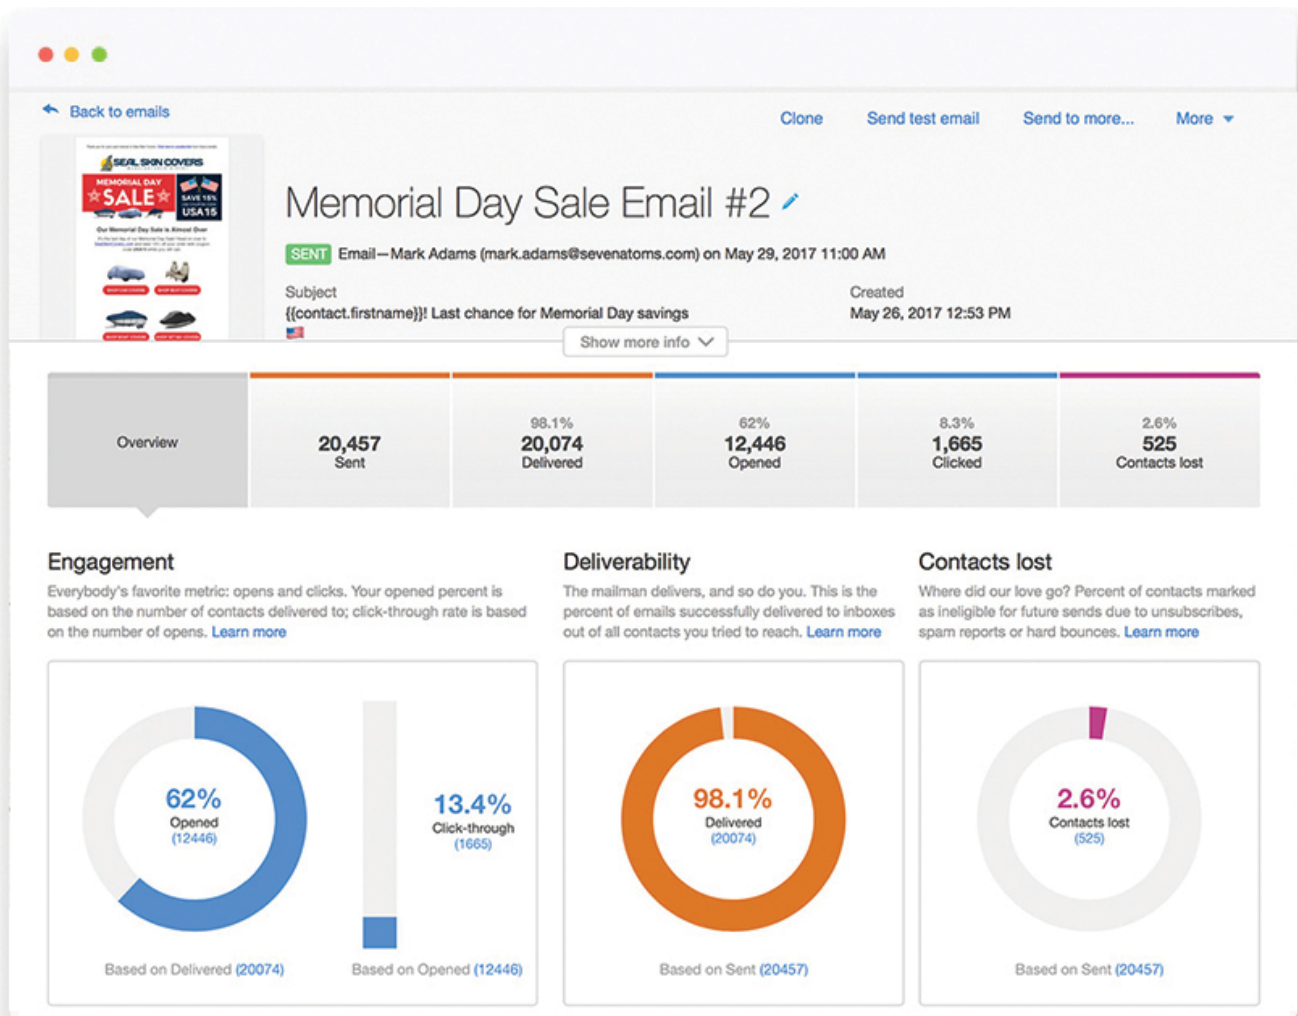 Back to emails
Clone
Send test email
Send to more...
More
SEAL SKIN COVERS
MEMORIAL DAY
SALE
SAVE 15%
USA15
Our Memorial Day Sale is Almost Over
Memorial Day Sale Email #2
SENT Email—Mark Adams (mark.adams@sevenatoms.com) on May 29, 2017 11:00 AM
Subject
{{contact.firstname}}! Last chance for Memorial Day savings
Created
May 26, 2017 12:53 PM
Show more info
Overview
20,457
Sent
98.1%
20,074
Delivered
62%
12,446
Opened
8.3%
1,665
Clicked
2.6%
525
Contacts lost
Engagement
Everybody's favorite metric: opens and clicks. Your opened percent is
based on the number of contacts delivered to; click-through rate is based
on the number of opens. Learn more
62%
Opened
(12446)
Based on Delivered (20074)
13.4%
Click-through
(1665)
Based on Opened (12446)
Deliverability
The mailman delivers, and so do you. This is the
percent of emails successfully delivered to inboxes
out of all contacts you tried to reach. Learn more
98.1%
Delivered
(20074)
Based on Sent (20457)
Contacts lost
Where did our love go? Percent of contacts marked
as ineligible for future sends due to unsubscribes,
spam reports or hard bounces. Learn more
2.6%
Contacts lost
(525)
Based on Sent (20457)